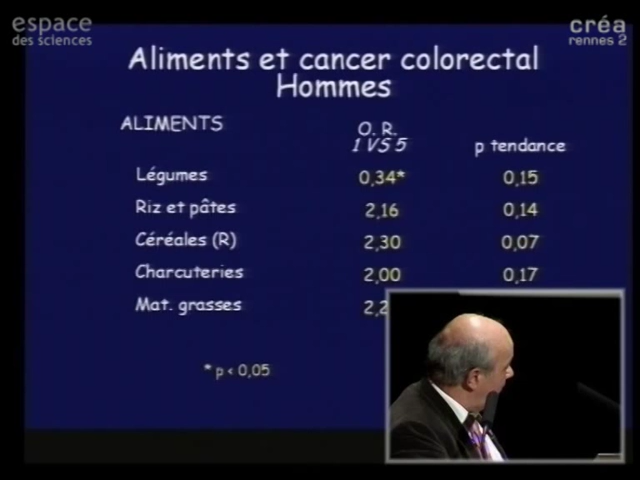 espace
des sciences
créa
rennes 2
Aliments et cancer colorectal
Hommes
ALIMENTS
O. R.
1 VS 5
p tendance
Légumes 0,34* 0,15
Riz et pâtes 2,16 0,14
Céréales (R) 2,30 0,07
Charcuteries 2,00 0,17
Mat. grasses
* p < 0,05